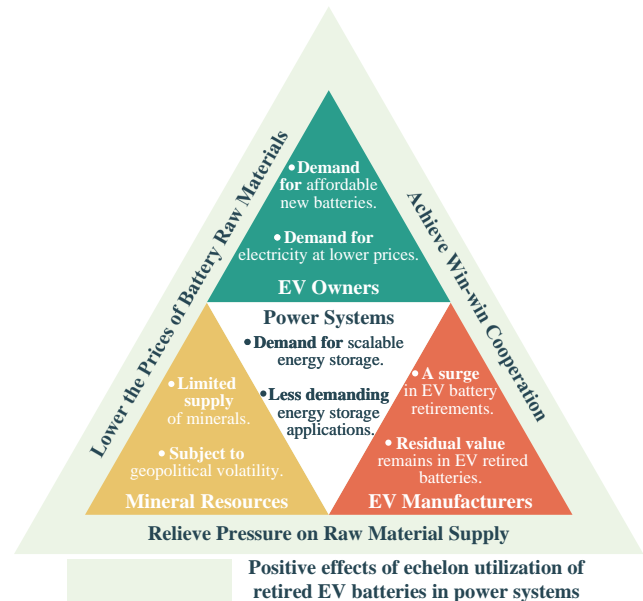 Lower the Prices of Battery Raw Materials
Achieve Win-win Cooperation
• Demand
for affordable
new batteries.
• Demand for
electricity at lower prices.
EV Owners
Power Systems
• Demand for scalable
energy storage.
• Less demanding
energy storage
applications.
• Limited
supply
of minerals.
• Subject to
geopolitical volatility.
Mineral Resources
• A surge
in EV battery
retirements.
• Residual value
remains in EV retired
batteries.
EV Manufacturers
Relieve Pressure on Raw Material Supply
Positive effects of echelon utilization of
retired EV batteries in power systems